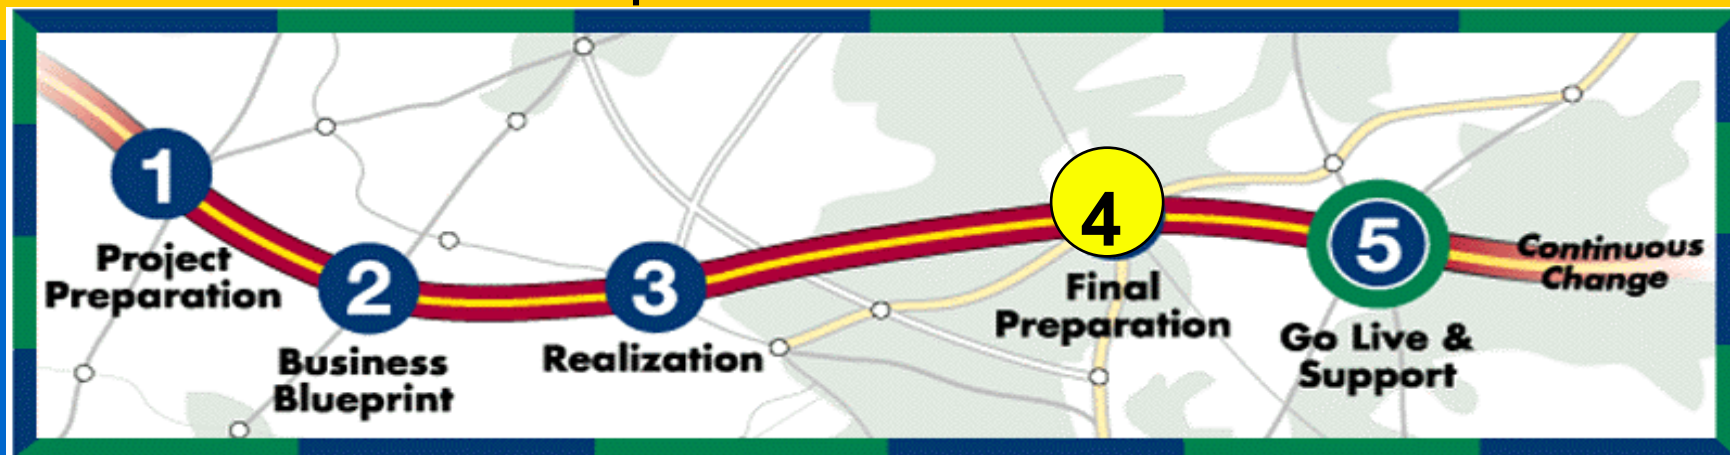 1
Project
Preparation
2
Business
Blueprint
3
Realization
4
Final
Preparation
5
Go Live &
Support
Continuous
Change